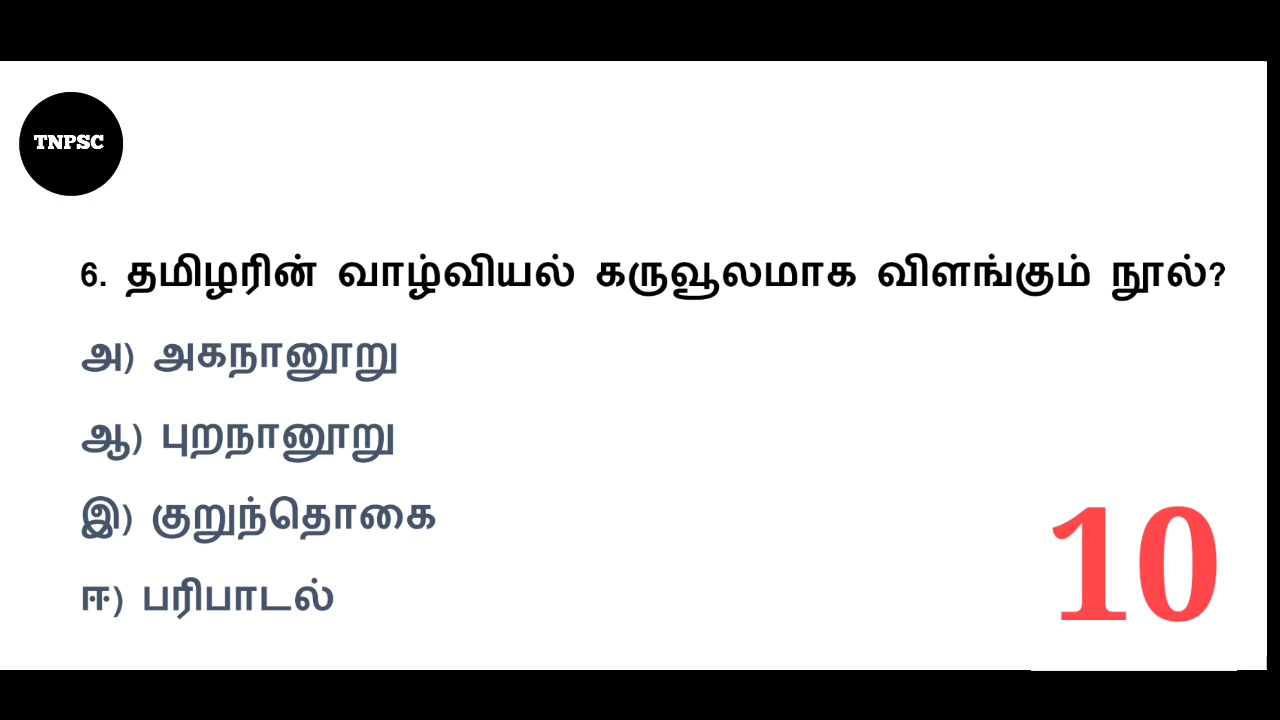 TNPSC
6. தமிழரின் வாழ்வியல் கருவூலமாக விளங்கும் நூல்?
அ) அகநானூறு
ஆ) புறநானூறு
இ) குறுந்தொகை
ஈ) பரிபாடல்
10